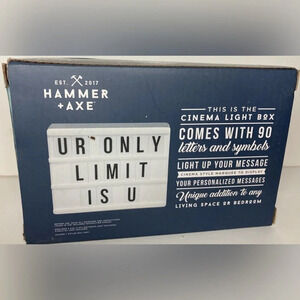 EST. 2017
HAMMER
+AXE
UR ONLY
LIMIT
IS U
THIS IS THE
CINEMA LIGHT BOX
COMES WITH 90
letters and symbols
LIGHT UP YOUR MESSAGE
CINEMA STYLE MARQUEE TO DISPLAY
YOUR PERSONALIZED MESSAGES
Unique addition to any
LIVING SPACE OR BEDROOM